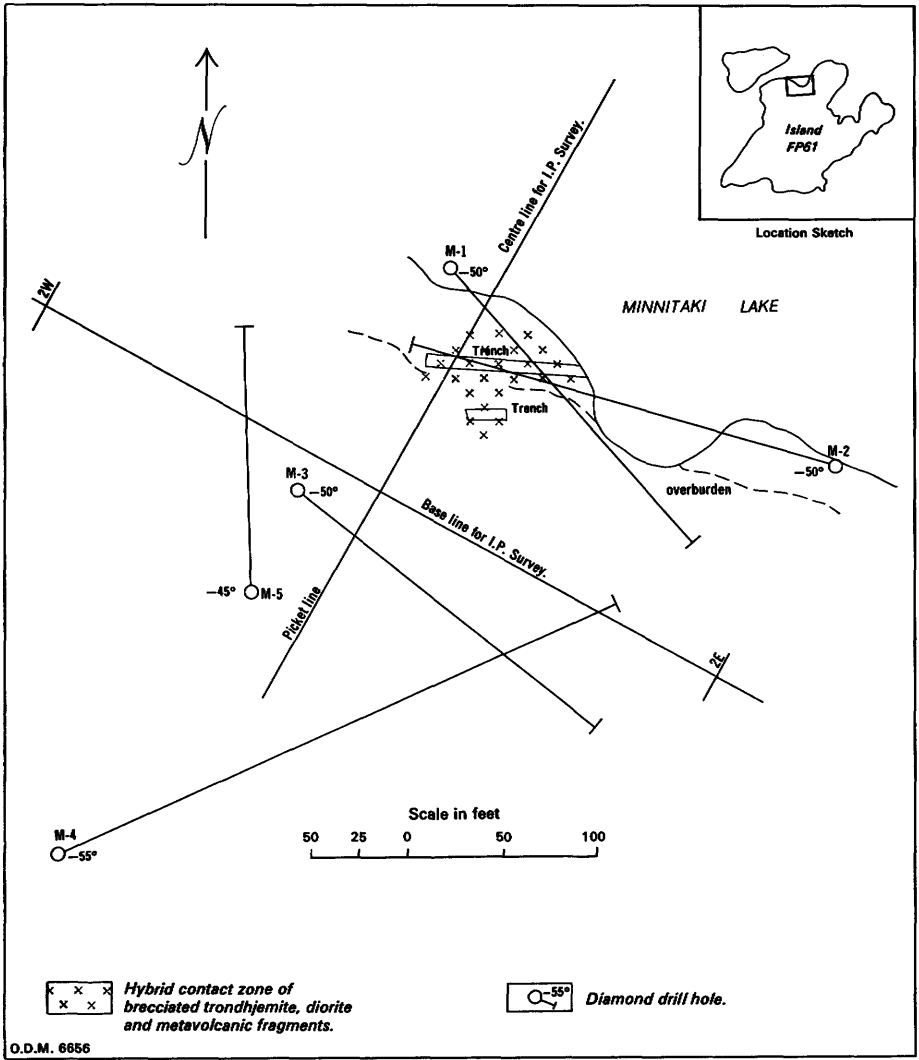 N
Island
FP61
Location Sketch
Centre line for I.P. Survey.
M-1
—50°
MINNITAKI LAKE
2W
Trench
Trench
M-2
—50°
overburden
M-3
—50°
Base line for I.P. Survey.
—45°
M-5
Picket line
2E
M-4
—55°
Scale in feet
50 25 0 50 100
Hybrid contact zone of
brecciated trondhjemite, diorite
and metavolcanic fragments.
—55°
Diamond drill hole.
O.D.M. 6656